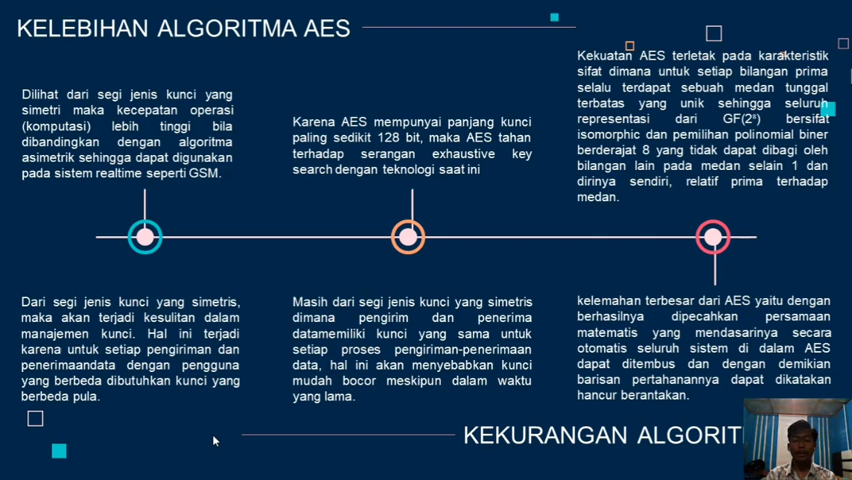 KELEBIHAN ALGORITMA AES
Dilihat dari segi jenis kunci yang
simetri maka kecepatan operasi
(komputasi) lebih tinggi bila
dibandingkan dengan algoritma
asimetrik sehingga dapat digunakan
pada sistem realtime seperti GSM.
Karena AES mempunyai panjang kunci
paling sedikit 128 bit, maka AES tahan
terhadap serangan exhaustive key
search dengan teknologi saat ini
Kekuatan AES terletak pada karakteristik
sifat dimana untuk setiap bilangan prima
selalu terdapat sebuah medan tunggal
terbatas yang unik sehingga seluruh
representasi dari GF(2⁸) bersifat
isomorphic dan pemilihan polinomial biner
berderajat 8 yang tidak dapat dibagi oleh
bilangan lain pada medan selain 1 dan
dirinya sendiri, relatif prima terhadap
medan.
Dari segi jenis kunci yang simetris,
maka akan terjadi kesulitan dalam
manajemen kunci. Hal ini terjadi
karena untuk setiap pengiriman dan
penerimaandata dengan pengguna
yang berbeda dibutuhkan kunci yang
berbeda pula.
Masih dari segi jenis kunci yang simetris
dimana pengirim dan penerima
datamemiliki kunci yang sama untuk
setiap proses pengiriman-penerimaan
data, hal ini akan menyebabkan kunci
mudah bocor meskipun dalam waktu
yang lama.
kelemahan terbesar dari AES yaitu dengan
berhasilnya dipecahkan persamaan
matematis yang mendasarinya secara
otomatis seluruh sistem di dalam AES
dapat ditembus dan dengan demikian
barisan pertahanannya dapat dikatakan
hancur berantakan.
KEKURANGAN